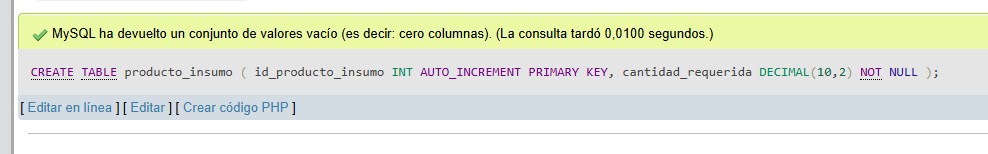 MySQL ha devuelto un conjunto de valores vacío (es decir: cero columnas). (La consulta tardó 0,0100 segundos.)
CREATE TABLE producto_insumo ( id_producto_insumo INT AUTO_INCREMENT PRIMARY KEY, cantidad_requerida DECIMAL(10,2) NOT NULL );
[ Editar en línea ] [ Editar ] [ Crear código PHP ]